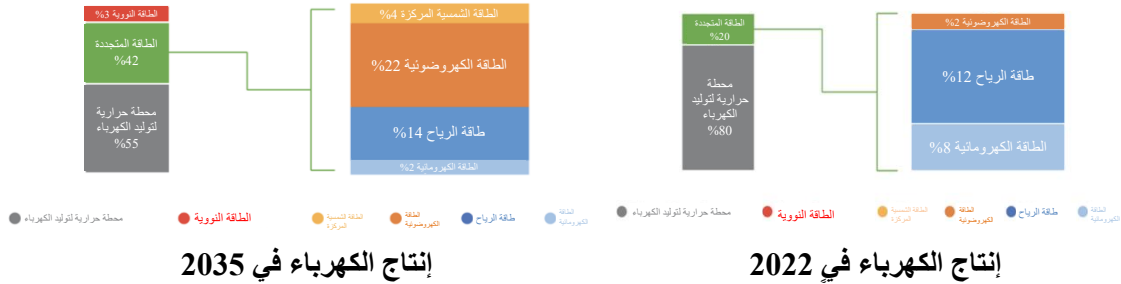 الطاقة الكهروضوئية 2%
الطاقة المتجددة
%20
طاقة الرياح 12%
محطة
حرارية لتوليد
الكهرباء
%80
الطاقة الكهرومائية 8%
الطاقة الكهرومائية
طاقة الرياح
الطاقة الكهروضوئية
الطاقة الشمسية المركزة
الطاقة النووية
محطة حرارية لتوليد الكهرباء
إنتاج الكهرباء في 2022
الطاقة الشمسية المركزة 4%
الطاقة النووية 3%
الطاقة المتجددة
%42
الطاقة الكهروضوئية 22%
محطة حرارية
لتوليد الكهرباء
%55
طاقة الرياح 14%
الطاقة الكهرومائية 2%
الطاقة
الكهرومائية
طاقة الرياح
الطاقة
الكهروضوئية
الطاقة الشمسية
المركزة
الطاقة النووية
محطة حرارية لتوليد الكهرباء
إنتاج الكهرباء في 2035